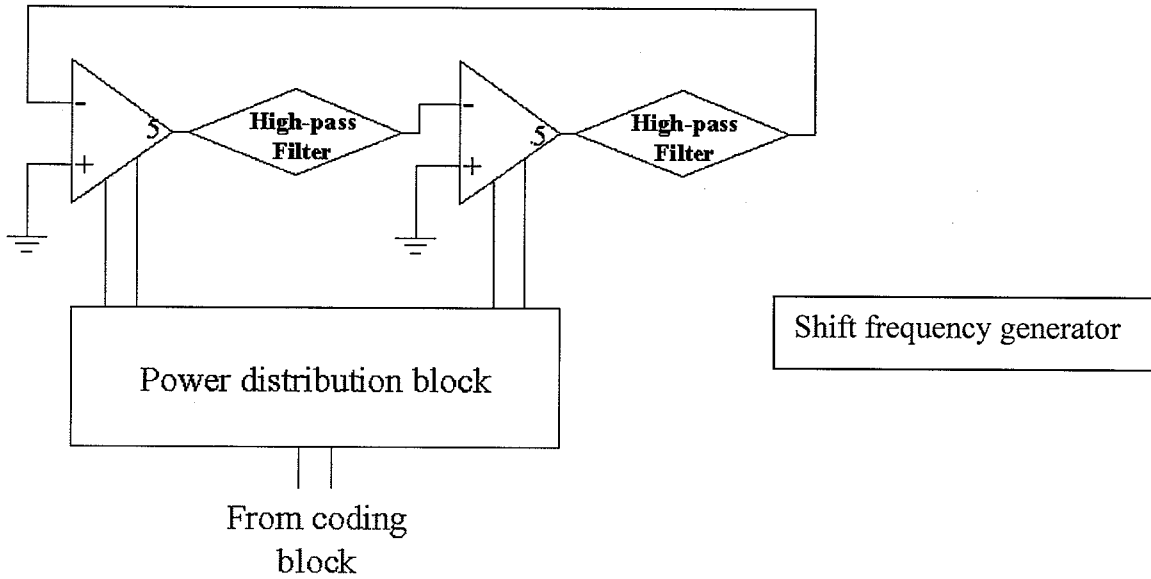 -
+
5
High-pass
Filter
-
+
.5
High-pass
Filter
Shift frequency generator
Power distribution block
From coding
block